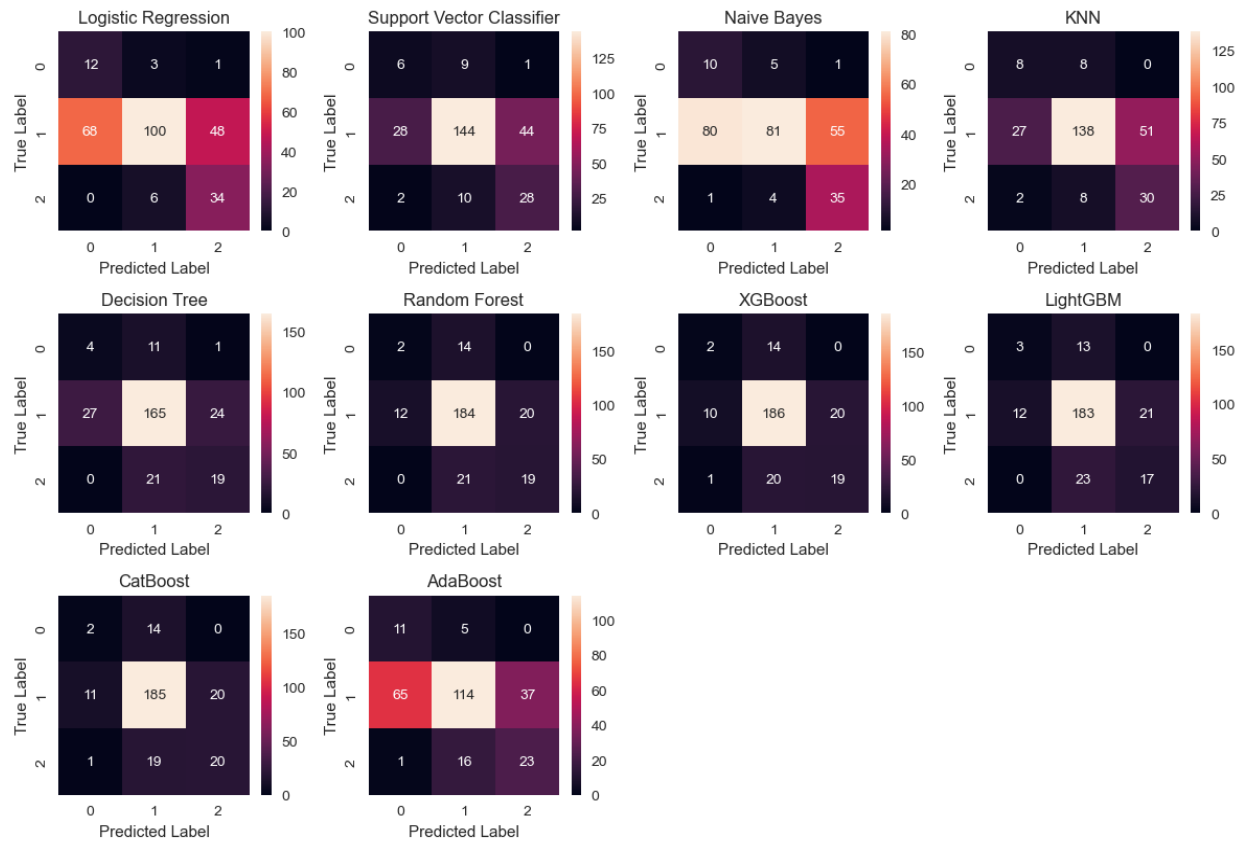 Logistic Regression
True Label
0 12 3 1
1 68 100 48
2 0 6 34
0 1 2
Predicted Label
100
80
60
40
20
0
Support Vector Classifier
True Label
0 6 9 1
1 28 144 44
2 2 10 28
0 1 2
Predicted Label
125
100
75
50
25
Naive Bayes
True Label
0 10 5 1
1 80 81 55
2 1 4 35
0 1 2
Predicted Label
80
60
40
20
KNN
True Label
0 8 8 0
1 27 138 51
2 2 8 30
0 1 2
Predicted Label
125
100
75
50
25
0
Decision Tree
True Label
0 4 11 1
1 27 165 24
2 0 21 19
0 1 2
Predicted Label
150
100
50
0
Random Forest
True Label
0 2 14 0
1 12 184 20
2 0 21 19
0 1 2
Predicted Label
150
100
50
0
XGBoost
True Label
0 2 14 0
1 10 186 20
2 1 20 19
0 1 2
Predicted Label
150
100
50
0
LightGBM
True Label
0 3 13 0
1 12 183 21
2 0 23 17
0 1 2
Predicted Label
150
100
50
0
CatBoost
True Label
0 2 14 0
1 11 185 20
2 1 19 20
0 1 2
Predicted Label
150
100
50
0
AdaBoost
True Label
0 11 5 0
1 65 114 37
2 1 16 23
0 1 2
Predicted Label
100
80
60
40
20
0